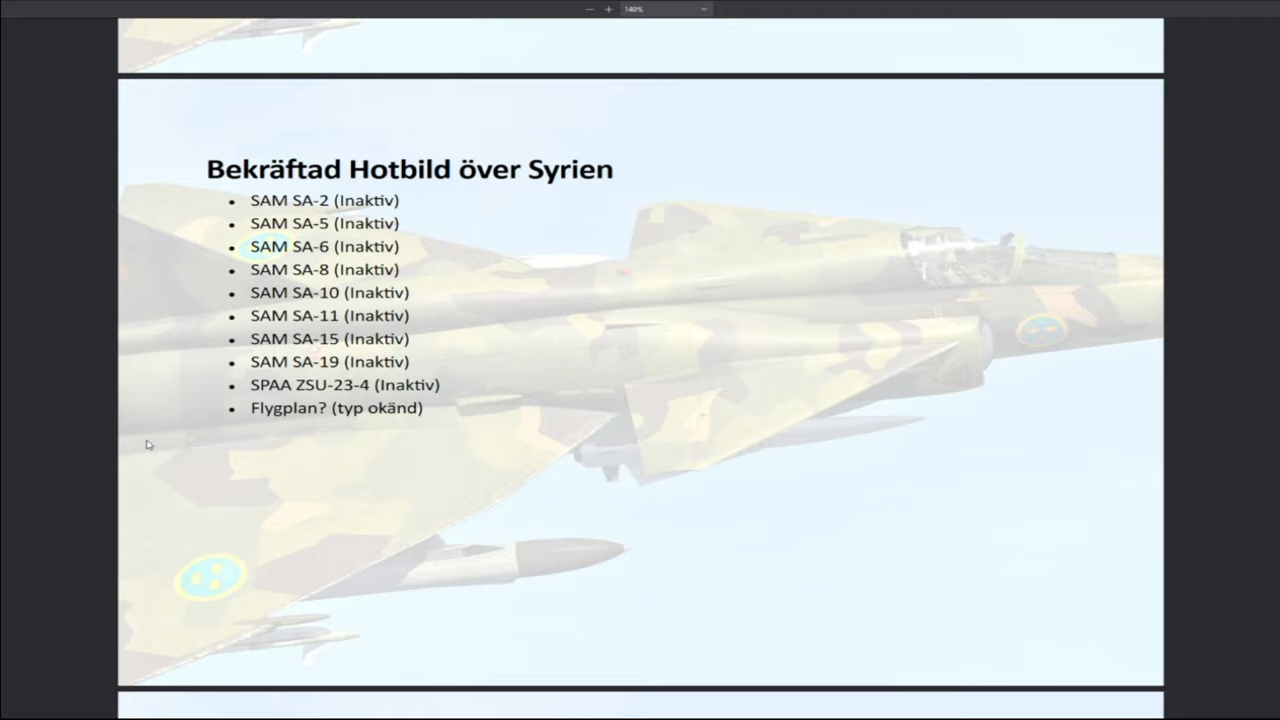 140%
Bekräftad Hotbild över Syrien
• SAM SA-2 (Inaktiv)
• SAM SA-5 (Inaktiv)
• SAM SA-6 (Inaktiv)
• SAM SA-8 (Inaktiv)
• SAM SA-10 (Inaktiv)
• SAM SA-11 (Inaktiv)
• SAM SA-15 (Inaktiv)
• SAM SA-19 (Inaktiv)
• SPAA ZSU-23-4 (Inaktiv)
• Flygplan? (typ okänd)